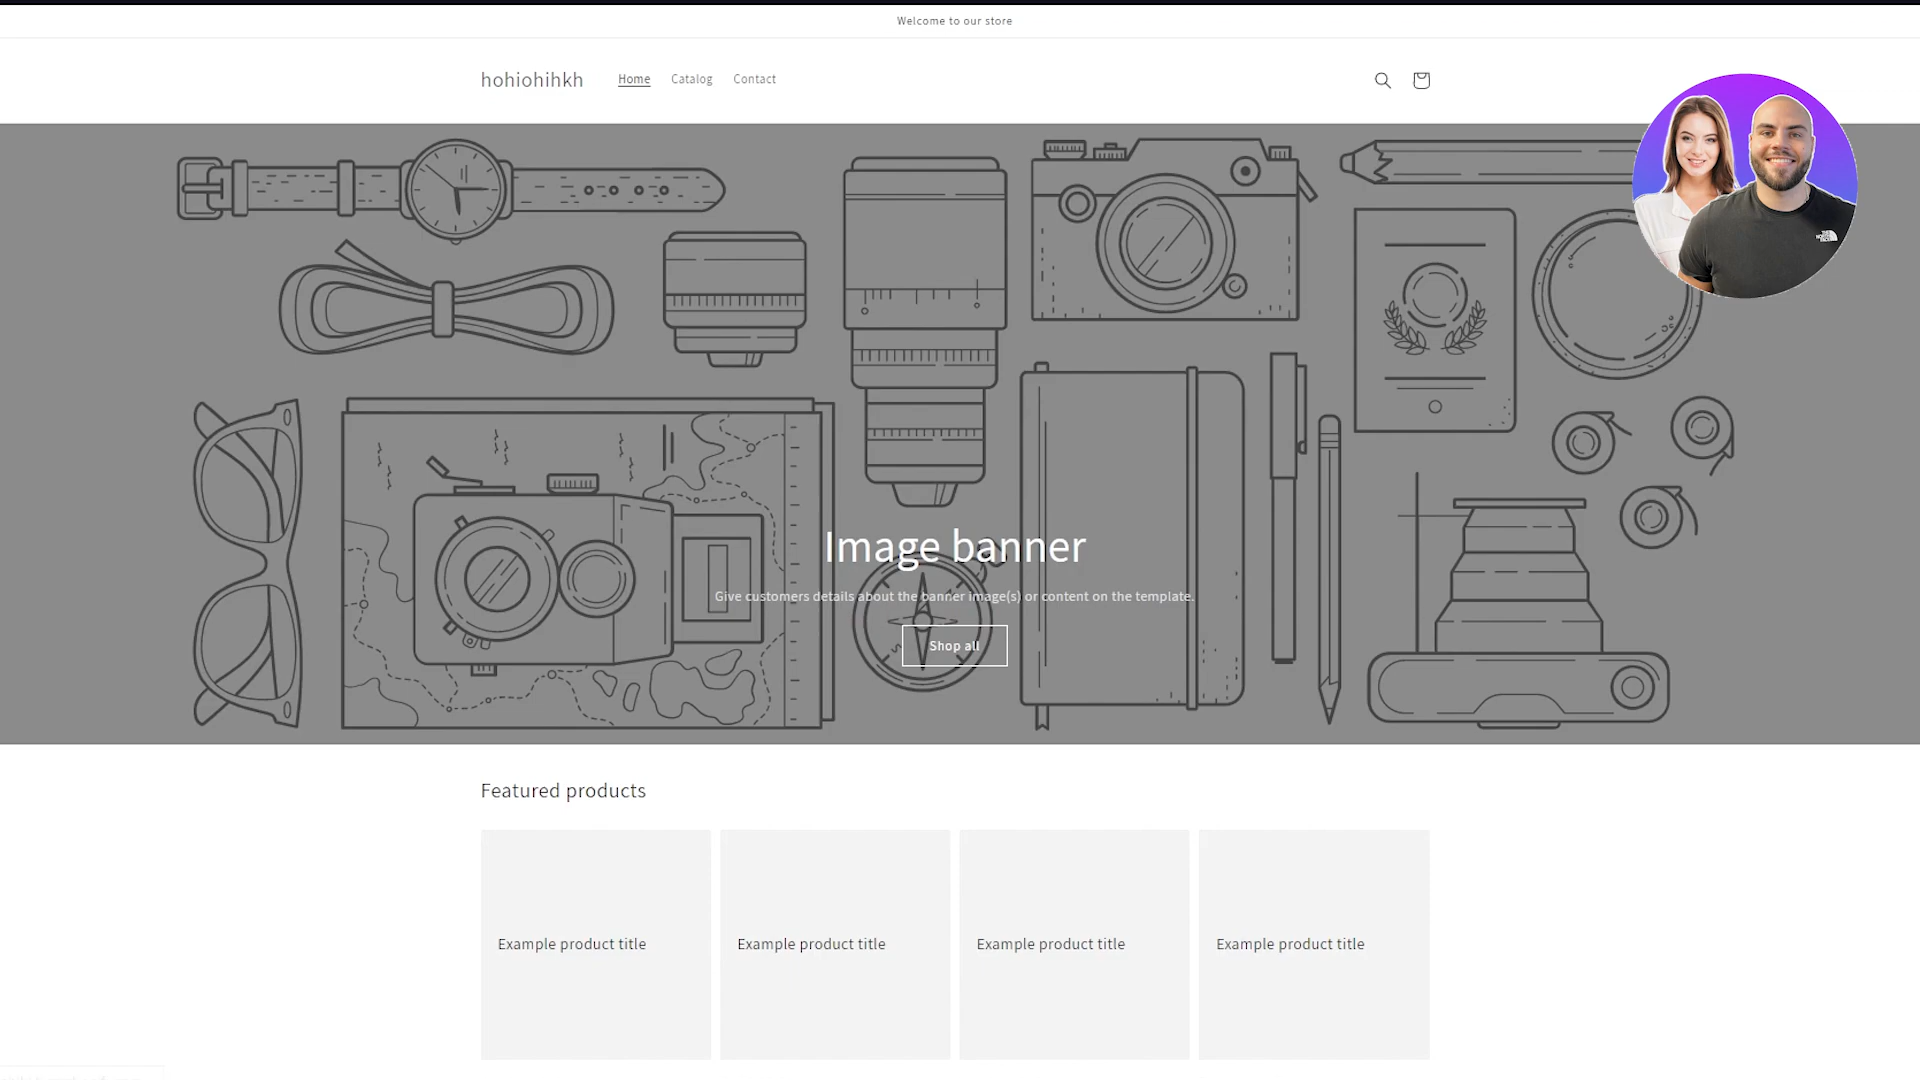 Welcome to our store
hohiohihkh
Home Catalog Contact
Image banner
Give customers details about the banner image(s) or content on the template.
Shop all
Featured products
Example product title
Example product title
Example product title
Example product title